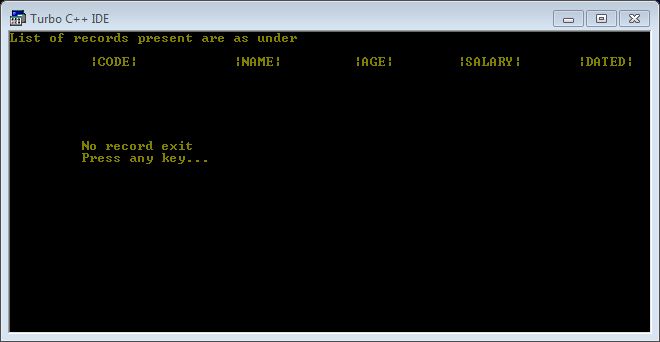 Turbo C++ IDE
List of records present are as under
¦CODE¦ ¦NAME¦ ¦AGE¦ ¦SALARY¦ ¦DATED¦
No record exit
Press any key...